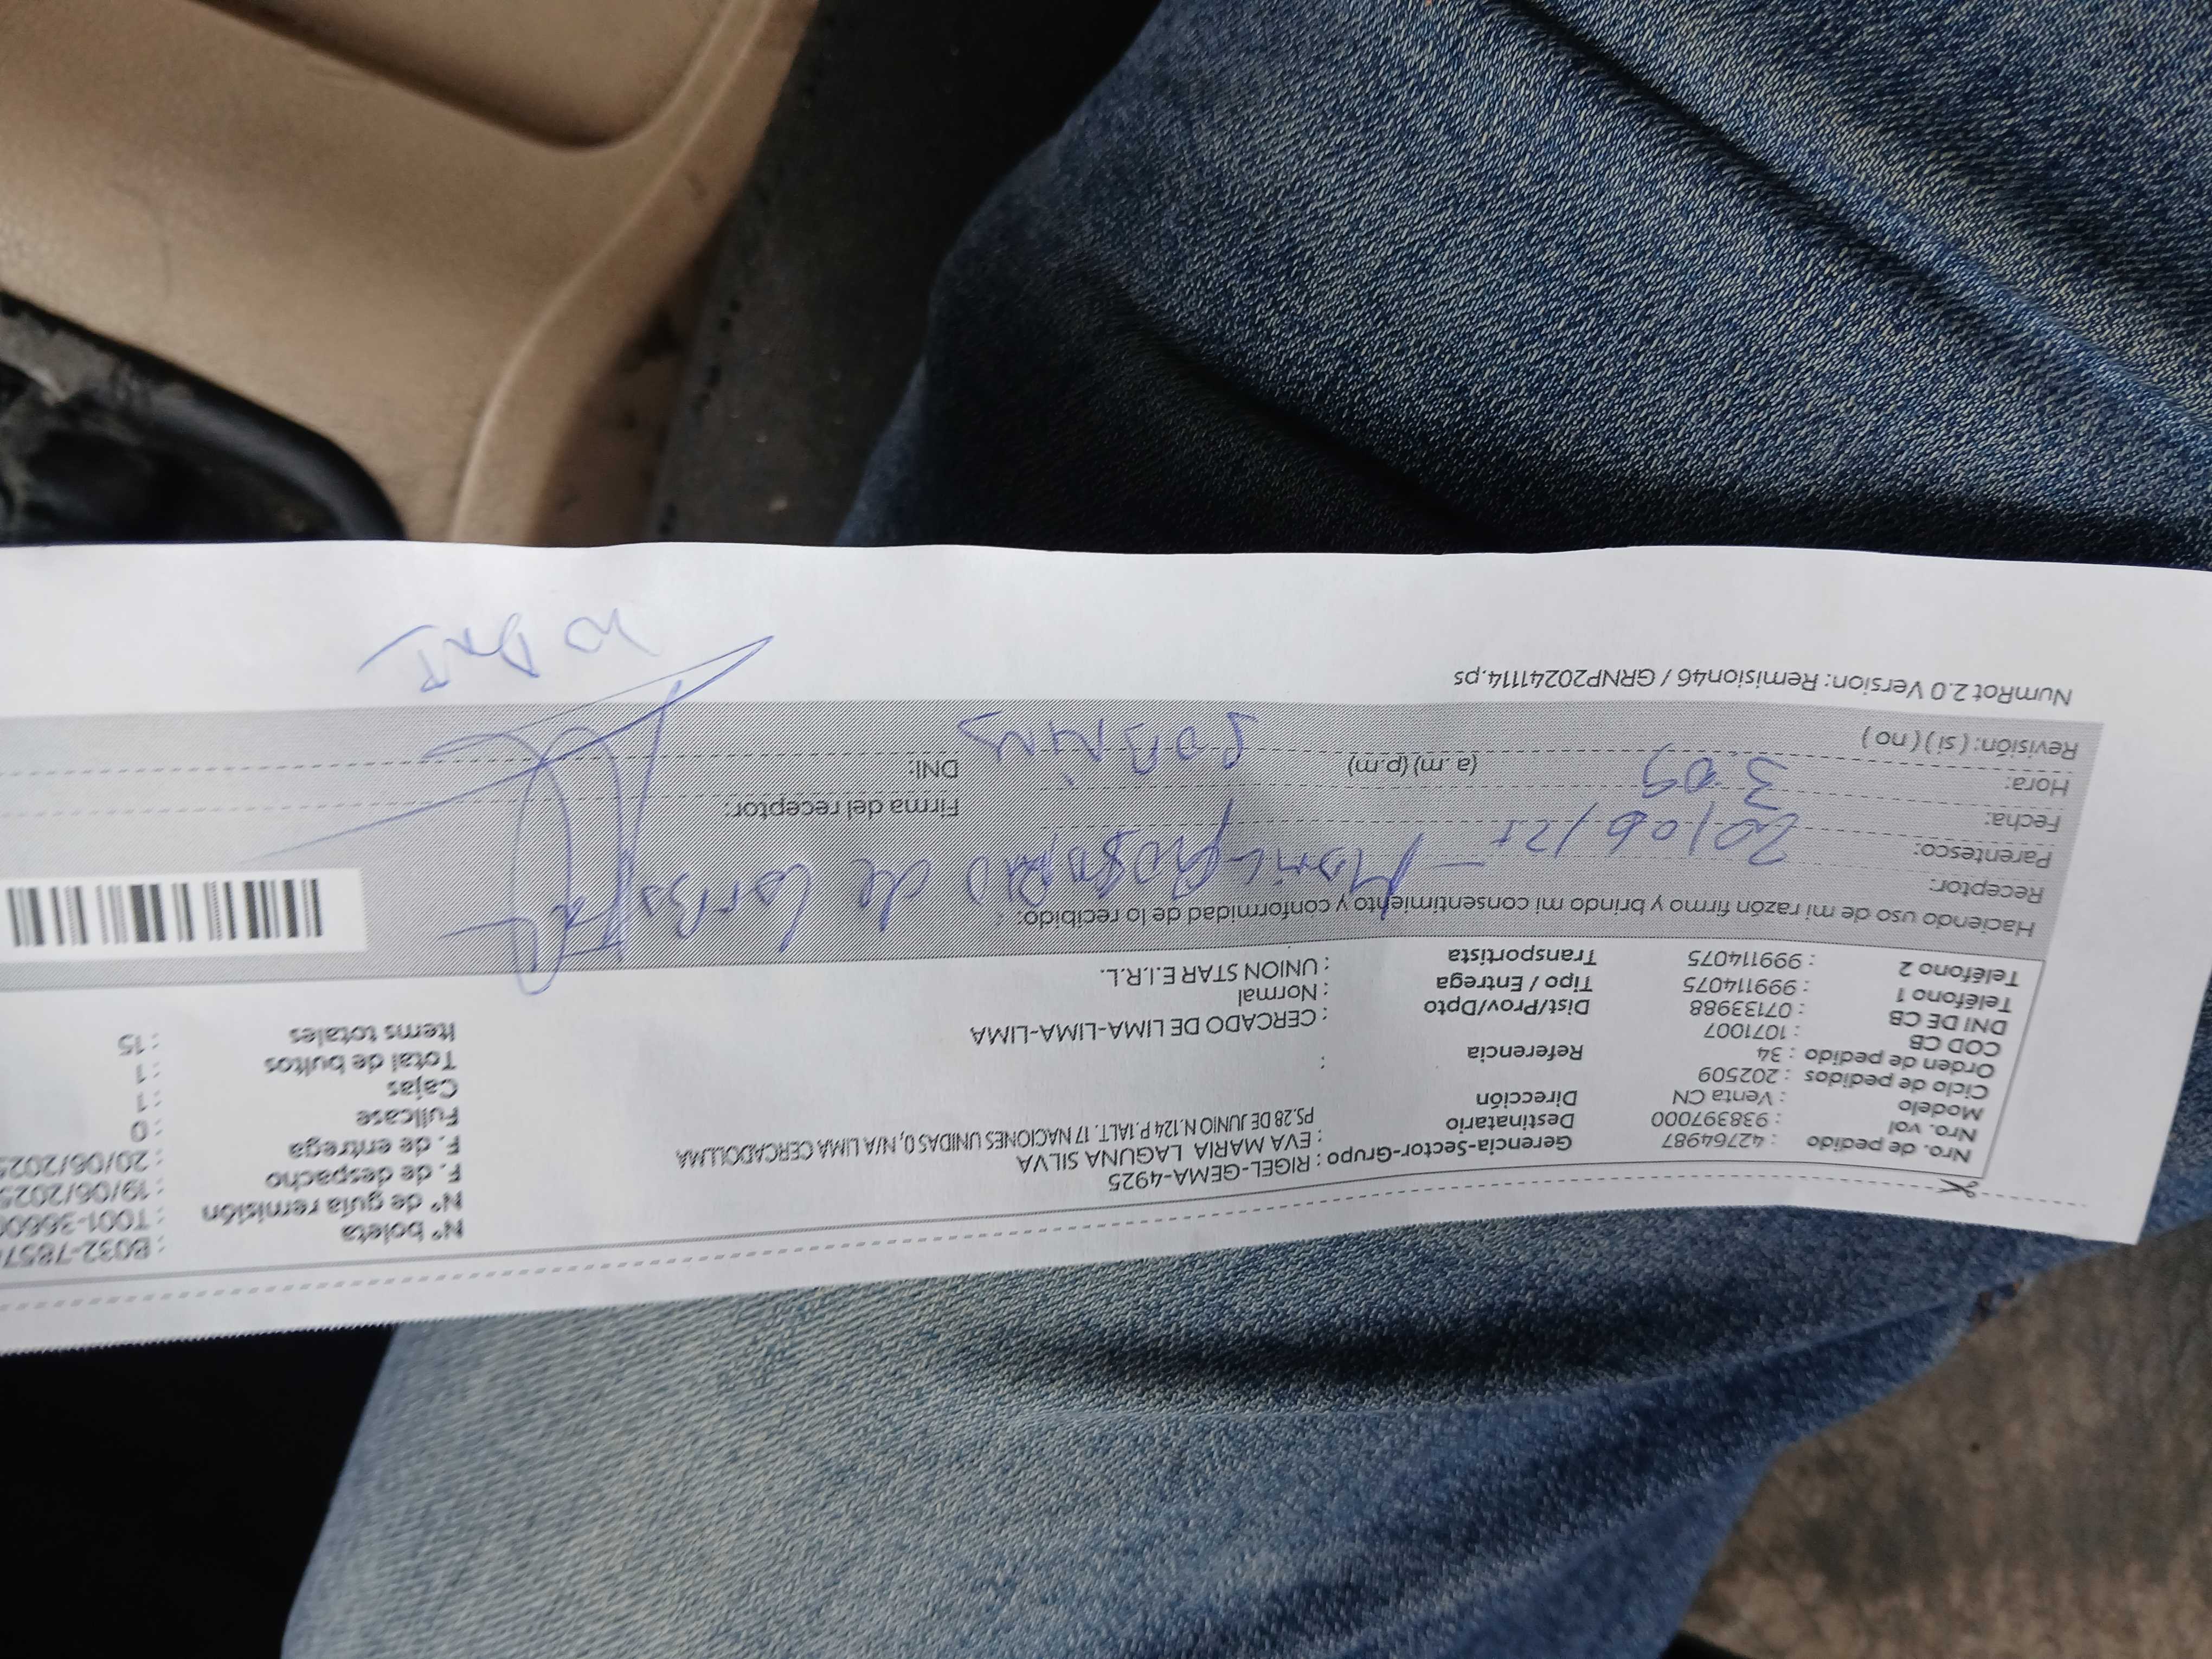 Nro. de pedido : 42764987 Gerencia-Sector-Grupo : RIGEL-GEMA-4925 N° boleta : B032-7857
Nro. vol : 938397000 Destinatario : EVA MARIA LAGUNA SILVA N° de guía remisión : T001-3660
Modelo : Venta CN Dirección PS.28 DE JUNIO N.124 P.1ALT. 17 NACIONES UNIDAS 0, N/A LIMA CERCADOLIMA F. de despacho : 19/06/2025
Ciclo de pedidos : 202509 F. de entrega : 20/06/2025
Orden de pedido : 34 Referencia : Fullcase : 0
COD CB : 1071007 Cajas : 1
DNI DE CB : 07133988 Dist/Prov/Dpto : CERCADO DE LIMA-LIMA-LIMA Total de bultos : 1
Teléfono 1 : 999114075 Tipo / Entrega : Normal Items totales : 15
Teléfono 2 : 999114075 Transportista : UNION STAR E.I.R.L.
Haciendo uso de mi razón firmo y brindo mi consentimiento y conformidad de lo recibido:
Receptor:
Parentesco: de
Fecha: 20/06/25 Firma del receptor:
Hora: 3.09 (a.m) (p.m) DNI:
Revisión: ( si ) ( no )
NumRot 2.0 Version: Remision46 / GRNP20241114.ps